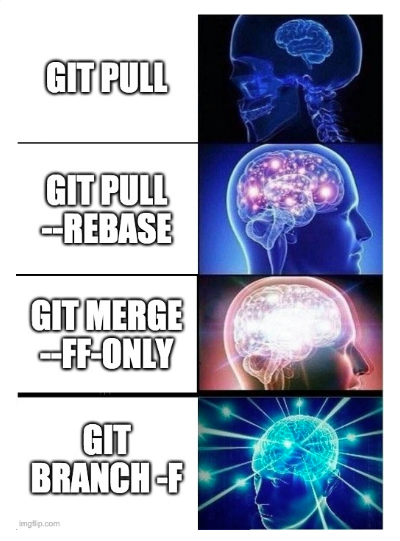 GIT PULL
GIT PULL
--REBASE
GIT MERGE
--FF-ONLY
GIT
BRANCH -F
imgflip.com